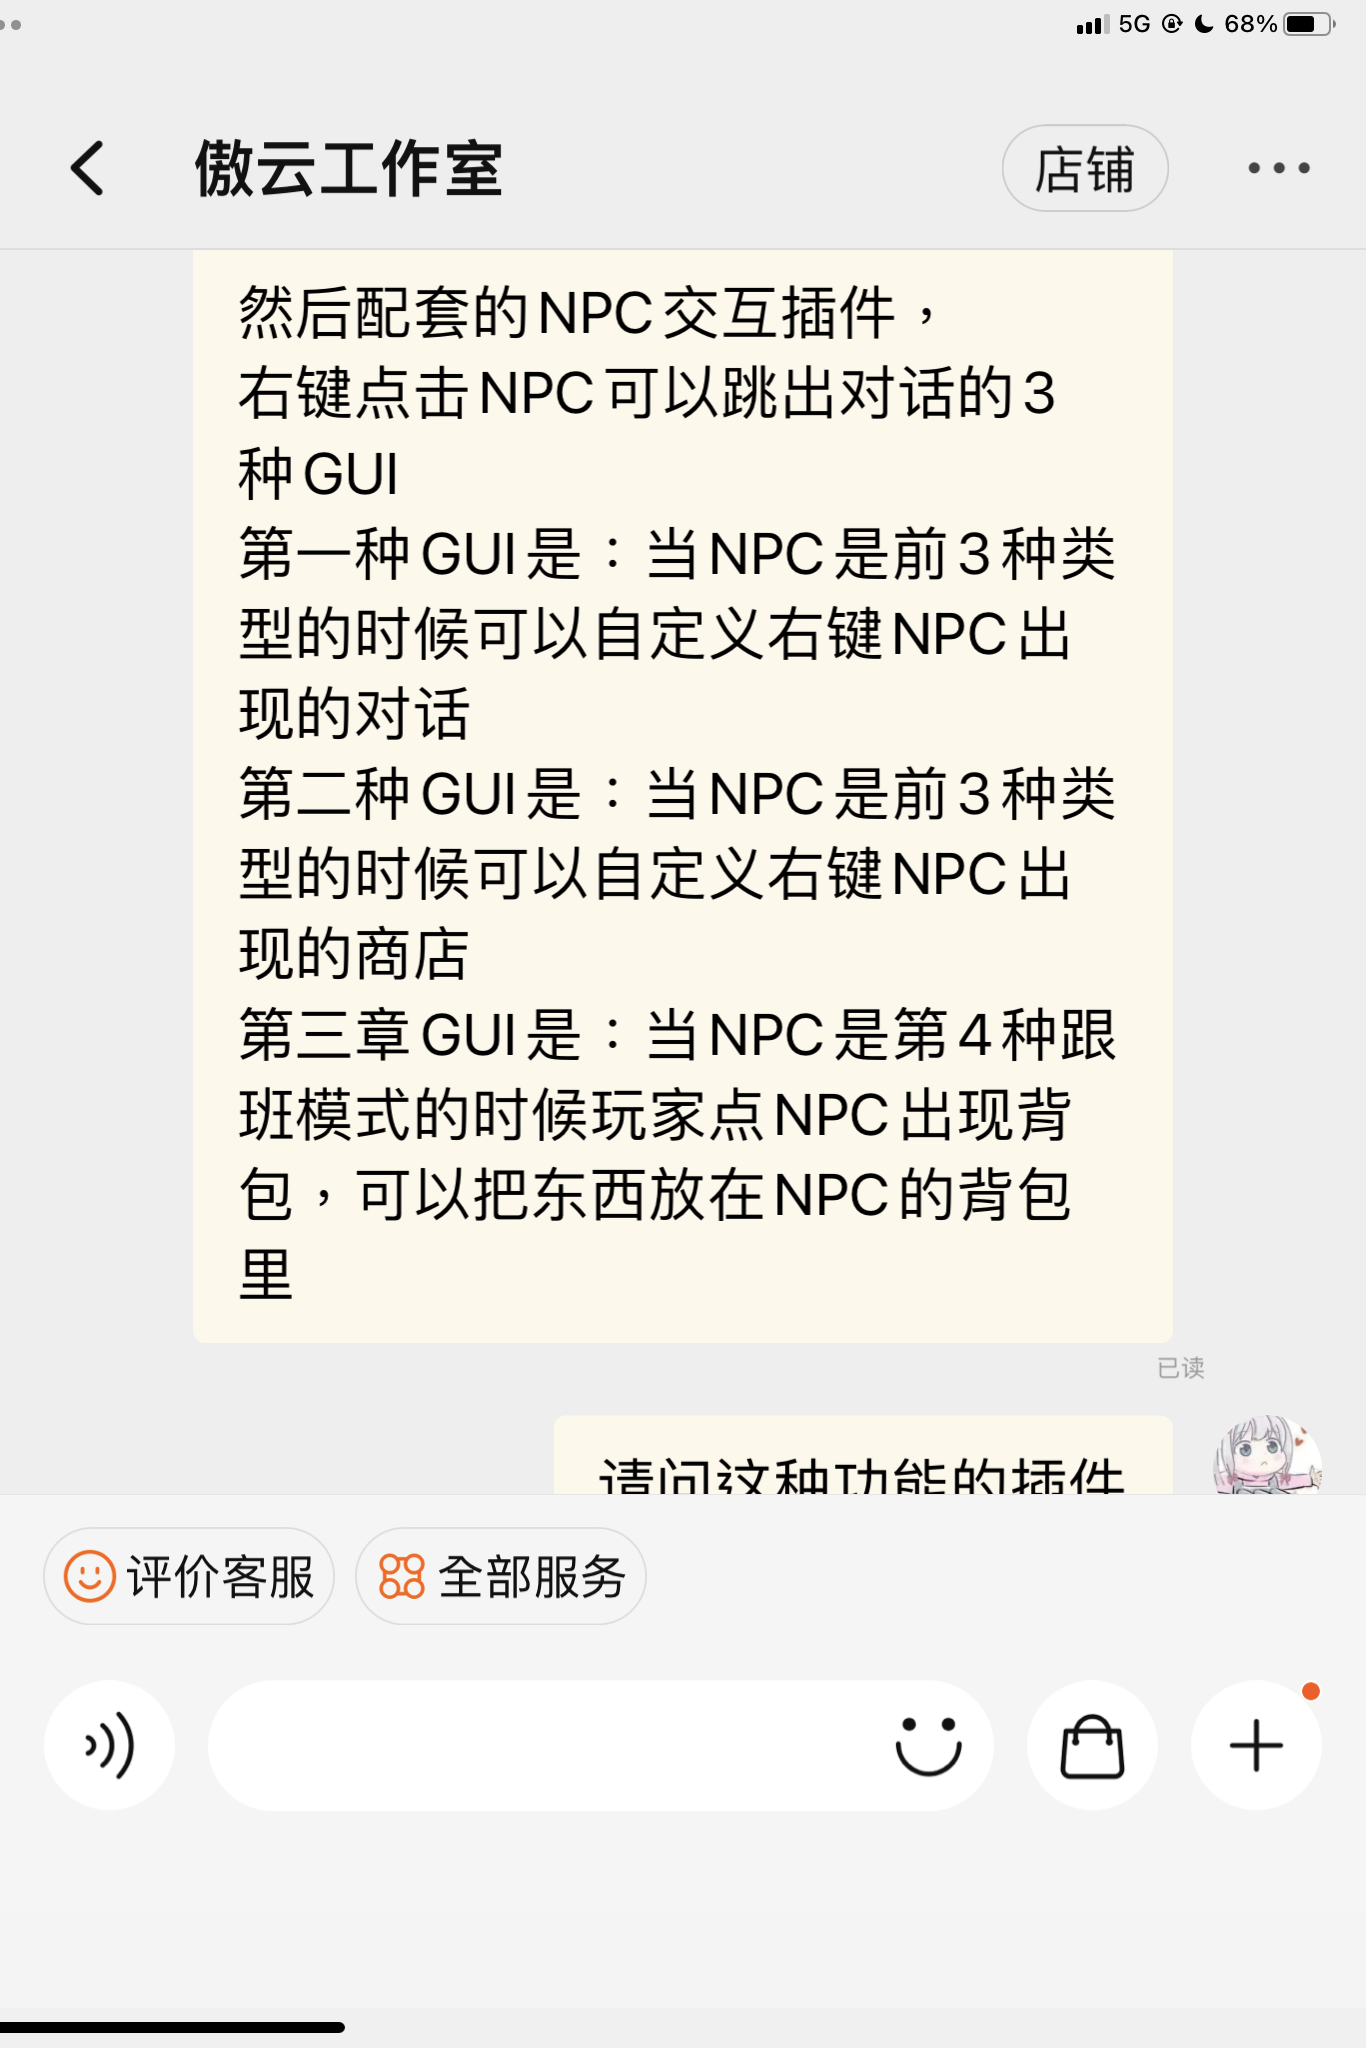 5G 68%
傲云工作室
店铺
然后配套的NPC交互插件，
右键点击NPC可以跳出对话的3
种GUI
第一种GUI是：当NPC是前3种类
型的时候可以自定义右键NPC出
现的对话
第二种GUI是：当NPC是前3种类
型的时候可以自定义右键NPC出
现的商店
第三章GUI是：当NPC是第4种跟
班模式的时候玩家点NPC出现背
包，可以把东西放在NPC的背包
里
已读
请问这种功能的插件
评价客服
全部服务